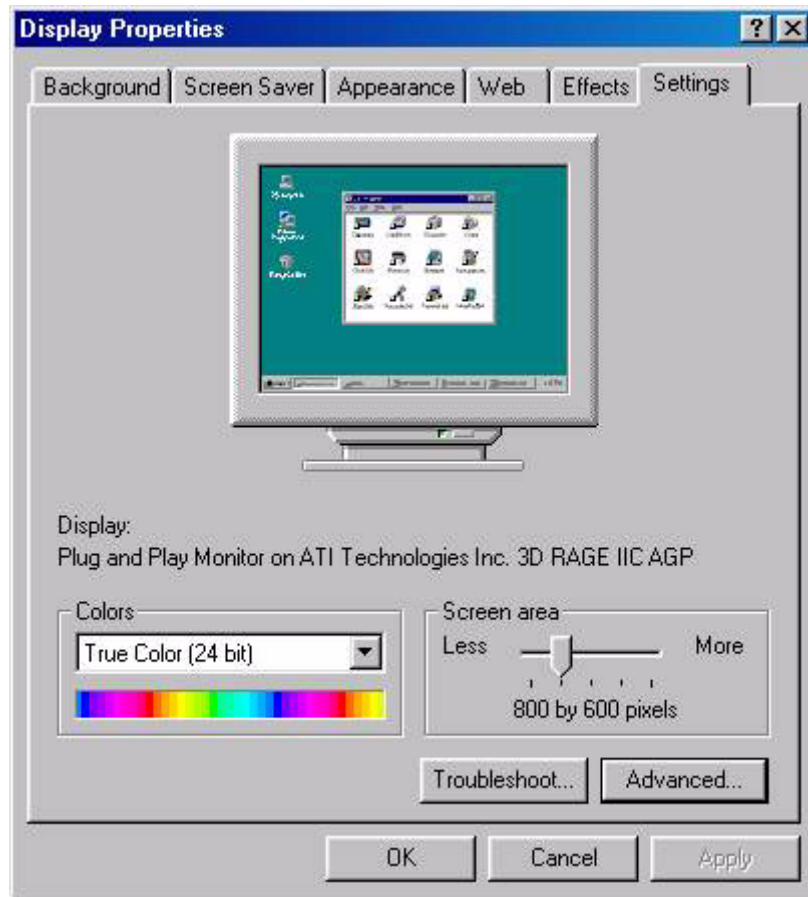 Display Properties
Background Screen Saver Appearance Web Effects Settings
Display:
Plug and Play Monitor on ATI Technologies Inc. 3D RAGE IIC AGP
Colors
True Color (24 bit)
Screen area
Less More
800 by 600 pixels
Troubleshoot... Advanced...
OK Cancel Apply